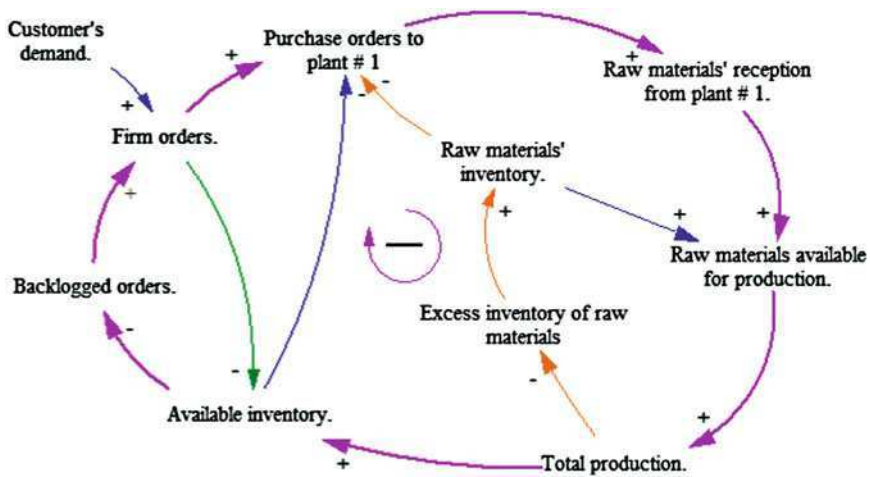 Customer's
demand.
+
Purchase orders to
plant # 1
+
-
-
+
Raw materials' reception
from plant # 1.
+
Firm orders.
+
Raw materials'
inventory.
+
+
+
Raw materials available
for production.
—
Backlogged orders.
-
Excess inventory of raw
materials
-
-
Available inventory.
+
+
Total production.